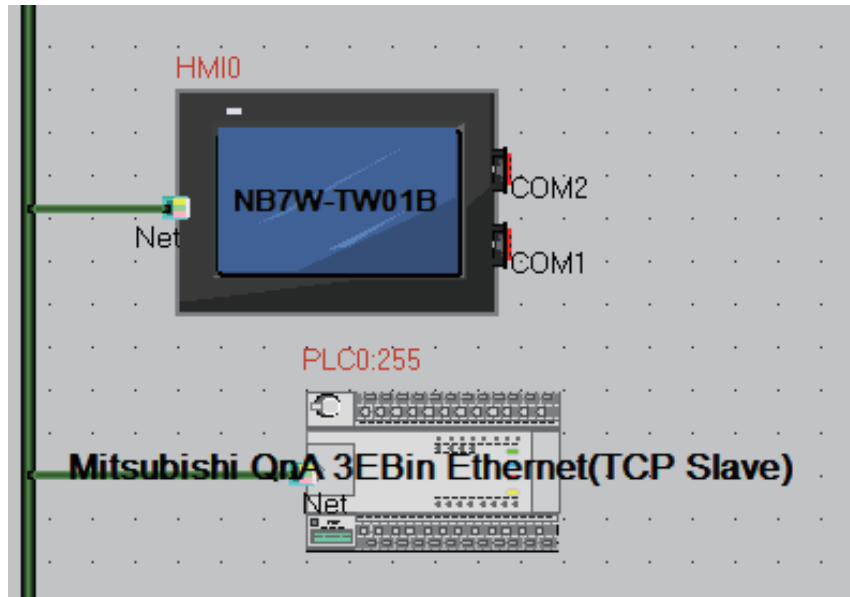 HMI0
NB7W-TW01B
COM2
Net
COM1
PLC0:255
Mitsubishi QnA 3EBin Ethernet(TCP Slave)
Net